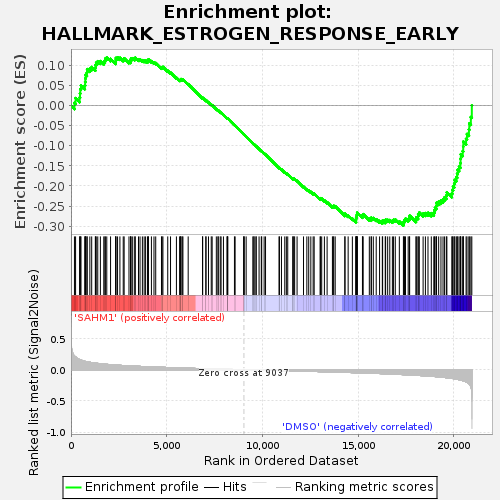 Enrichment plot:
HALLMARK_ESTROGEN_RESPONSE_EARLY
Enrichment score (ES)
0.10
0.05
0.00
-0.05
-0.10
-0.15
-0.20
-0.25
-0.30
'SAHM1' (positively correlated)
Ranked list metric (Signal2Noise)
0.5
0.0
-0.5
-1.0
Zero cross at 9037
'DMSO' (negatively correlated)
0
5,000
10,000
15,000
20,000
Rank in Ordered Dataset
Enrichment profile
Hits
Ranking metric scores